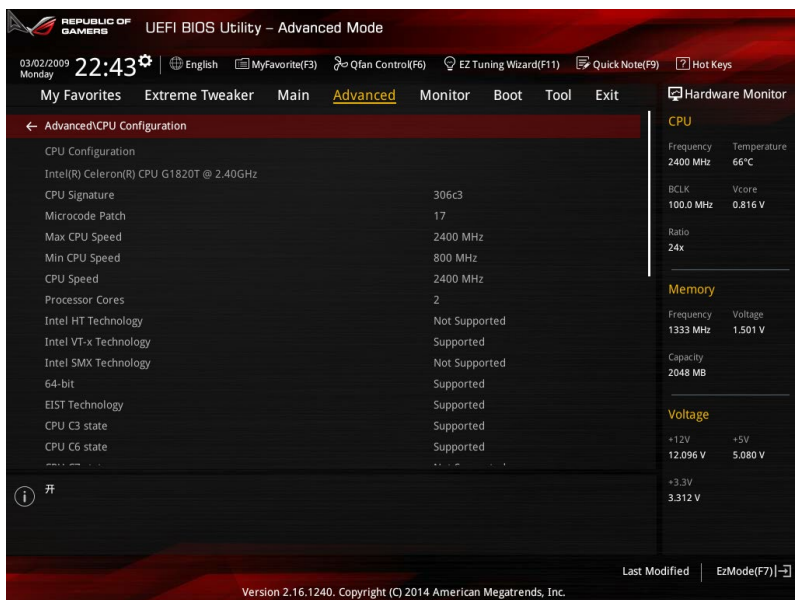 REPUBLIC OF
GAMERS
UEFI BIOS Utility – Advanced Mode
03/02/2009
Monday
22:43
English
MyFavorite(F3)
Qfan Control(F6)
EZ Tuning Wizard(F11)
Quick Note(F9)
? Hot Keys
My Favorites
Extreme Tweaker
Main
Advanced
Monitor
Boot
Tool
Exit
← Advanced\CPU Configuration
CPU Configuration
Intel(R) Celeron(R) CPU G1820T @ 2.40GHz
CPU Signature 306c3
Microcode Patch 17
Max CPU Speed 2400 MHz
Min CPU Speed 800 MHz
CPU Speed 2400 MHz
Processor Cores 2
Intel HT Technology Not Supported
Intel VT-x Technology Supported
Intel SMX Technology Not Supported
64-bit Supported
EIST Technology Supported
CPU C3 state Supported
CPU C6 state Supported
开
Hardware Monitor
CPU
Frequency Temperature
2400 MHz 66°C
BCLK Vcore
100.0 MHz 0.816 V
Ratio
24x
Memory
Frequency Voltage
1333 MHz 1.501 V
Capacity
2048 MB
Voltage
+12V +5V
12.096 V 5.080 V
+3.3V
3.312 V
Last Modified
EzMode(F7)
Version 2.16.1240. Copyright (C) 2014 American Megatrends, Inc.